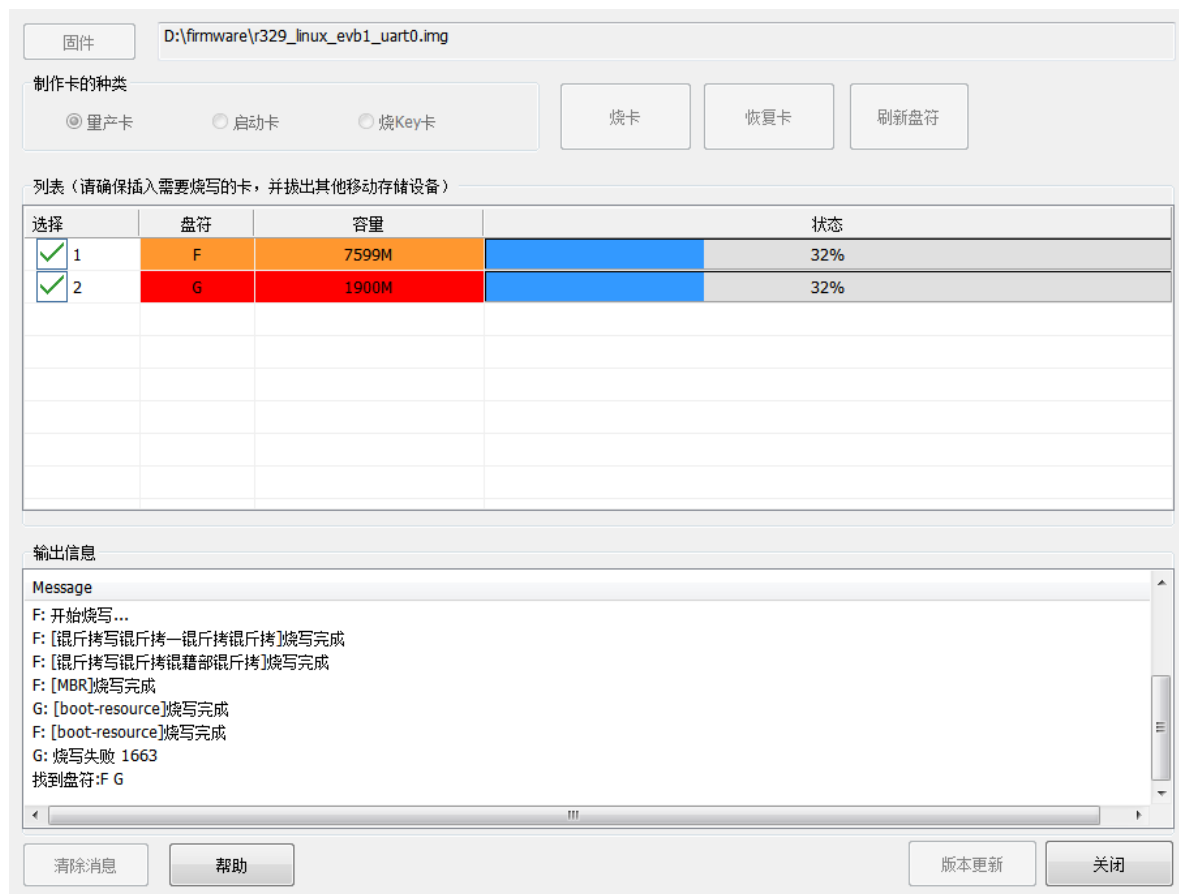 固件 D:\firmware\r329_linux_evb1_uart0.img
制作卡的种类
量产卡 启动卡 烧Key卡 烧卡 恢复卡 刷新盘符
列表（请确保插入需要烧写的卡，并拔出其他移动存储设备）
选择 盘符 容量 状态
1 F 7599M 32%
2 G 1900M 32%
输出信息
Message
F: 开始烧写...
F: [锟斤拷写锟斤拷一锟斤拷锟斤拷]烧写完成
F: [锟斤拷写锟斤拷锟藉部锟斤拷]烧写完成
F: [MBR]烧写完成
G: [boot-resource]烧写完成
F: [boot-resource]烧写完成
G: 烧写失败 1663
找到盘符:F G
清除消息 帮助 版本更新 关闭